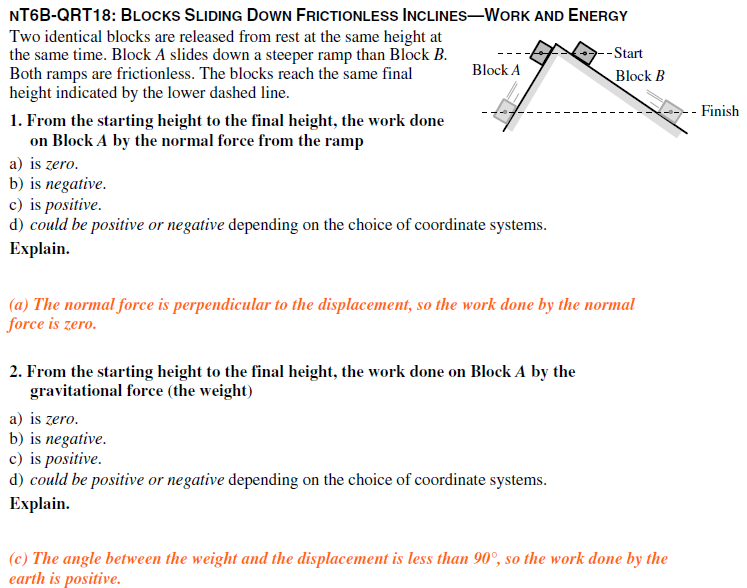 NT6B-QRT18: BLOCKS SLIDING DOWN FRICTIONLESS INCLINES—WORK AND ENERGY
Two identical blocks are released from rest at the same height at
the same time. Block A slides down a steeper ramp than Block B.
Both ramps are frictionless. The blocks reach the same final
height indicated by the lower dashed line.
Start
Block A
Block B
Finish
1. From the starting height to the final height, the work done
on Block A by the normal force from the ramp
a) is zero.
b) is negative.
c) is positive.
d) could be positive or negative depending on the choice of coordinate systems.
Explain.
(a) The normal force is perpendicular to the displacement, so the work done by the normal
force is zero.
2. From the starting height to the final height, the work done on Block A by the
gravitational force (the weight)
a) is zero.
b) is negative.
c) is positive.
d) could be positive or negative depending on the choice of coordinate systems.
Explain.
(c) The angle between the weight and the displacement is less than 90°, so the work done by the
earth is positive.